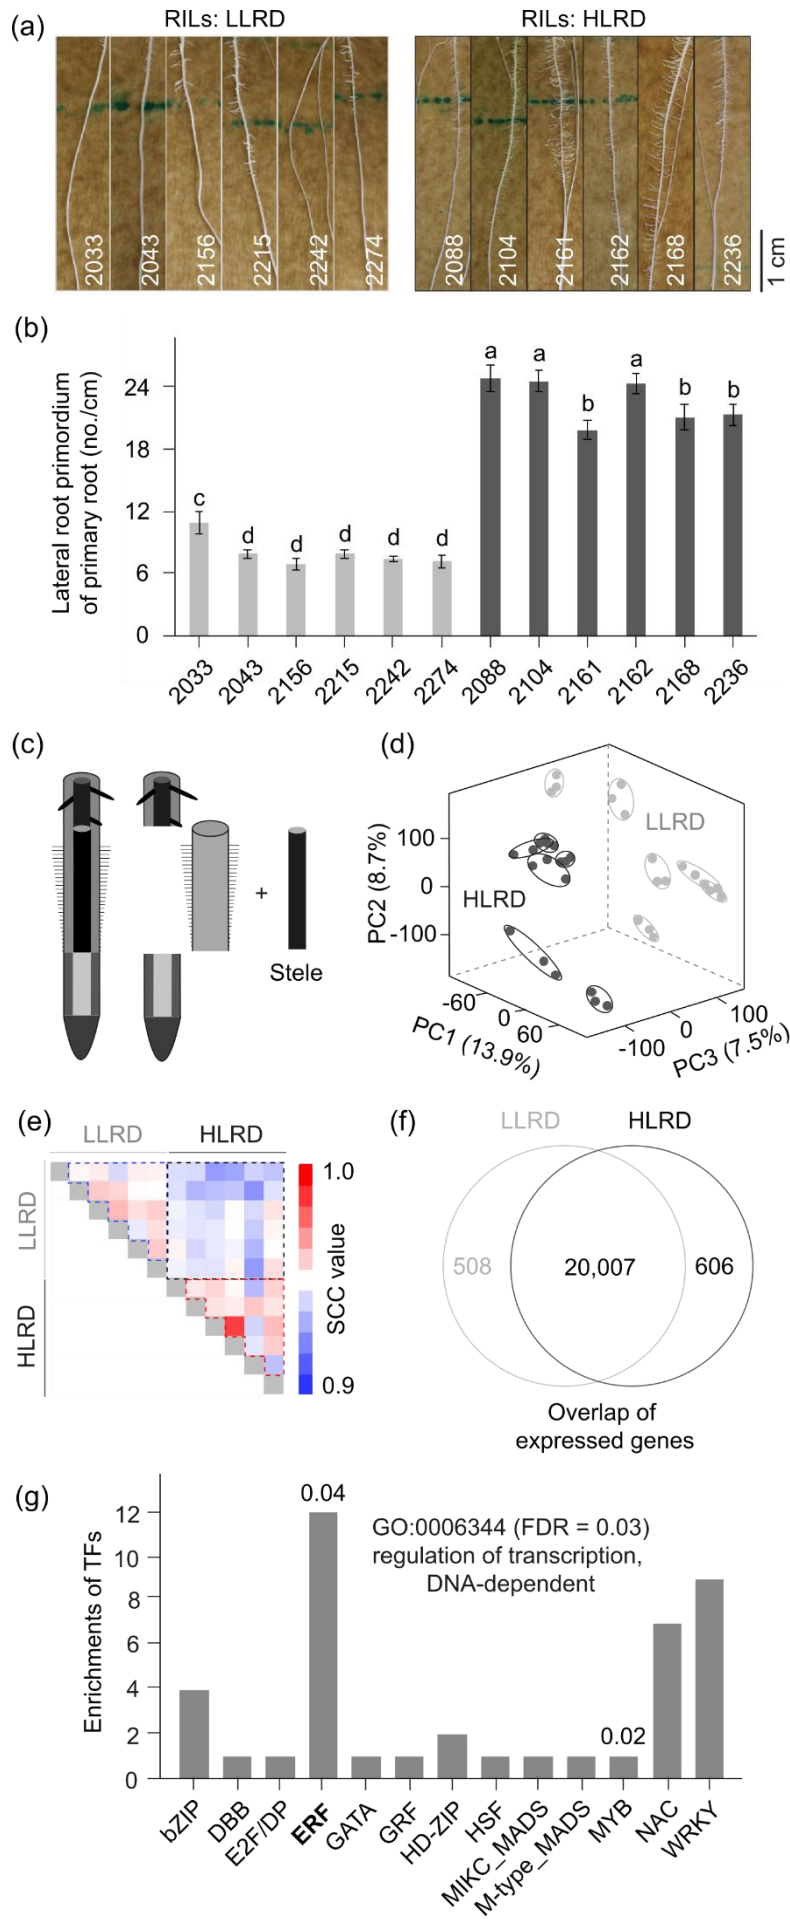 (a)
RILs: LLRD
RILs: HLRD
2033
2043
2156
2215
2242
2274
2088
2104
2161
2162
2168
2236
1 cm
(b)
Lateral root primordium
of primary root (no./cm)
24
18
12
6
0
c
d
d
d
d
d
a
a
b
a
b
b
2033
2043
2156
2215
2242
2274
2088
2104
2161
2162
2168
2236
(c)
+
Stele
(d)
LLRD
HLRD
PC2 (8.7%)
100
0
-100
-60
0
60
PC1 (13.9%)
-100
0
100
PC3 (7.5%)
(e)
LLRD
HLRD
LLRD
HLRD
1.0
SCC value
0.9
(f)
LLRD
HLRD
508
20,007
606
Overlap of
expressed genes
(g)
Enrichments of TFs
12
10
8
6
4
2
0
0.04
GO:0006344 (FDR = 0.03)
regulation of transcription,
DNA-dependent
0.02
bZIP
DBB
E2F/DP
ERF
GATA
GRF
HD-ZIP
HSF
MIKC_MADS
M-type_MADS
MYB
NAC
WRKY